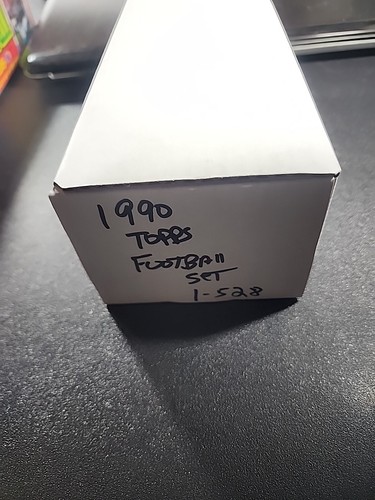 1990
TOPPS
FOOTBALL
SET
1-528